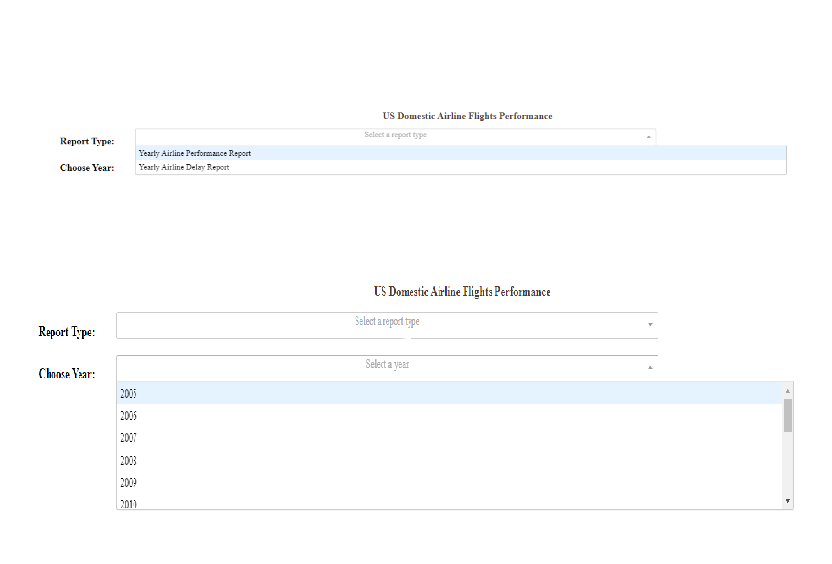 US Domestic Airline Flights Performance
Select a report type
Report Type:
Yearly Airline Performance Report
Choose Year:
Yearly Airline Delay Report
US Domestic Airline Flights Performance
Select a report type
Report Type:
Select a year
Choose Year:
2005
2006
2007
2008
2009
2010